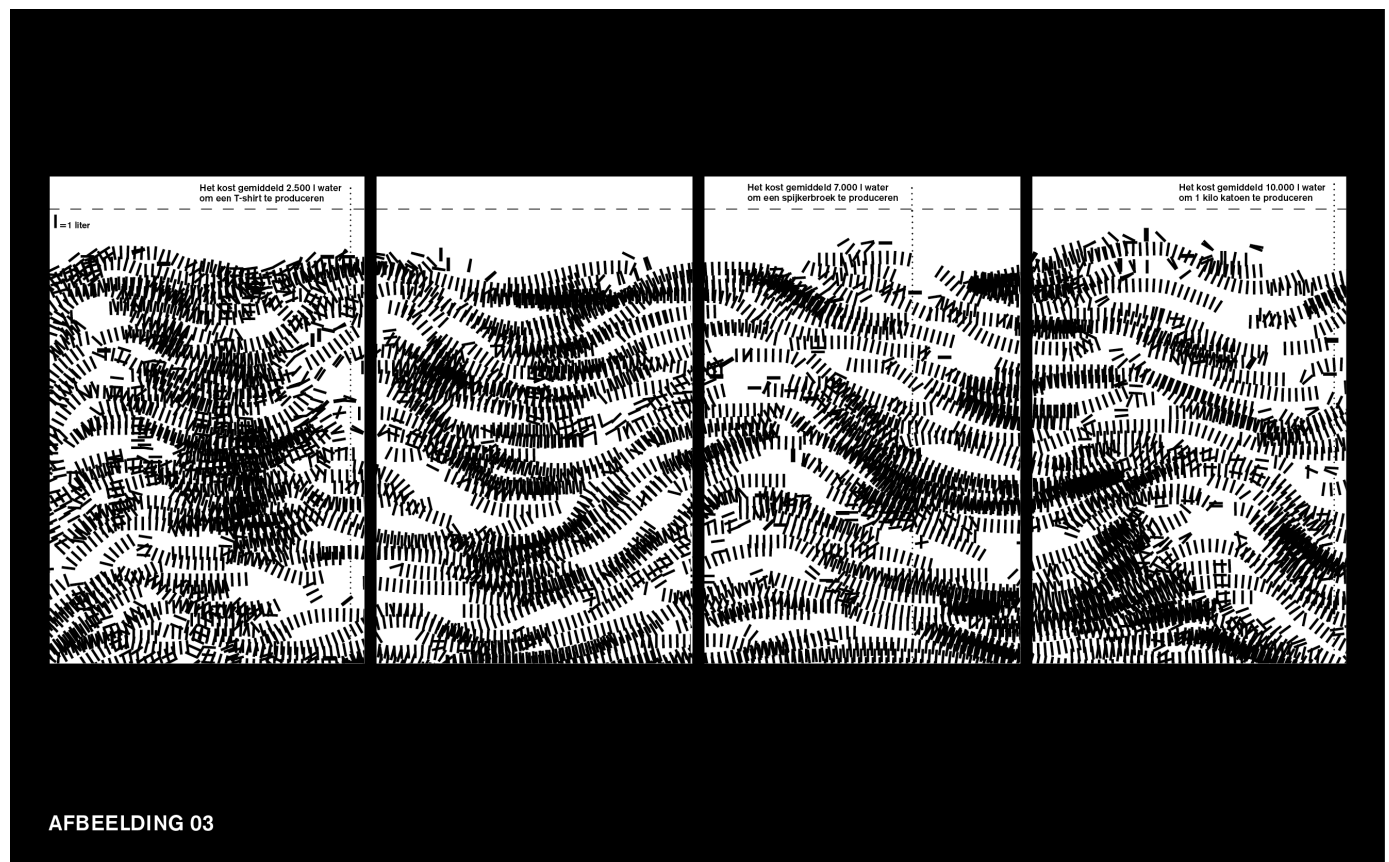 Het kost gemiddeld 2.500 l water
om een T-shirt te produceren
= 1 liter
Het kost gemiddeld 7.000 l water
om een spijkerbroek te produceren
Het kost gemiddeld 10.000 l water
om 1 kilo katoen te produceren
AFBEELDING 03